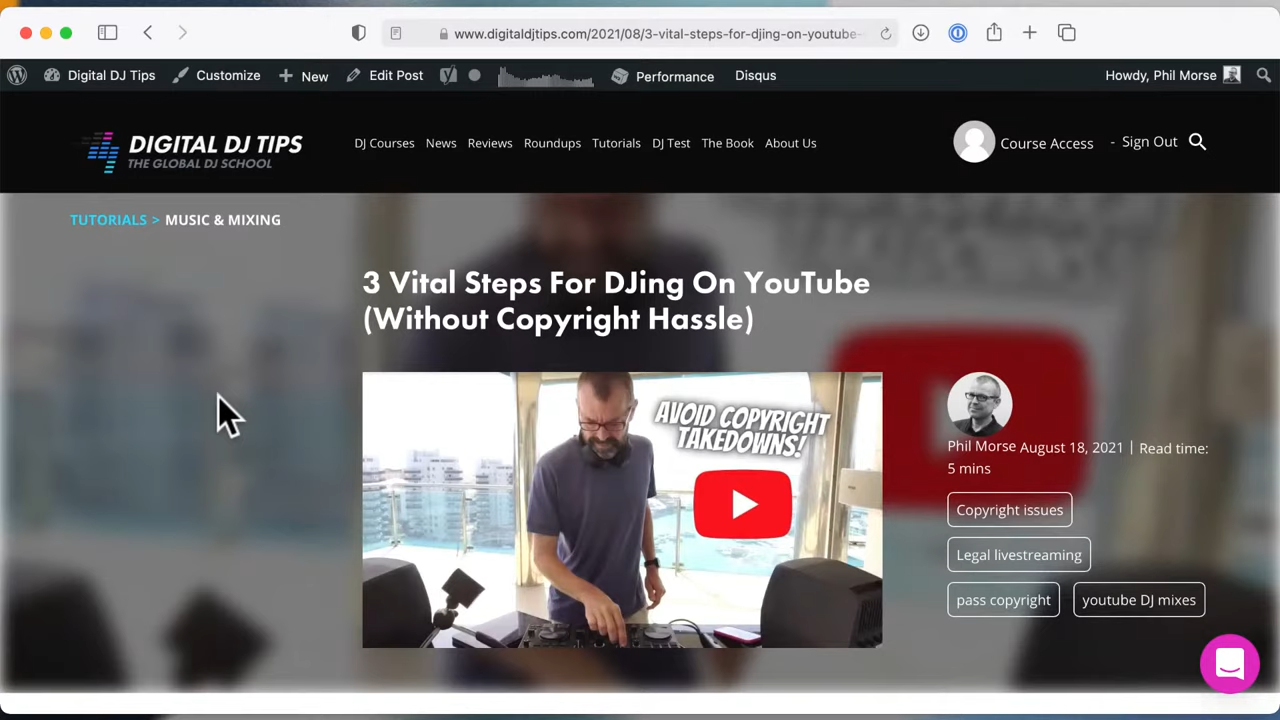 www.digitaldjtips.com/2021/08/3-vital-steps-for-djing-on-youtube-
Digital DJ Tips Customize New Edit Post Performance Disqus Howdy, Phil Morse
DIGITAL DJ TIPS
THE GLOBAL DJ SCHOOL
DJ Courses News Reviews Roundups Tutorials DJ Test The Book About Us
Course Access - Sign Out
TUTORIALS > MUSIC & MIXING
3 Vital Steps For DJing On YouTube
(Without Copyright Hassle)
AVOID COPYRIGHT
TAKEDOWNS!
Phil Morse August 18, 2021 | Read time:
5 mins
Copyright issues
Legal livestreaming
pass copyright youtube DJ mixes